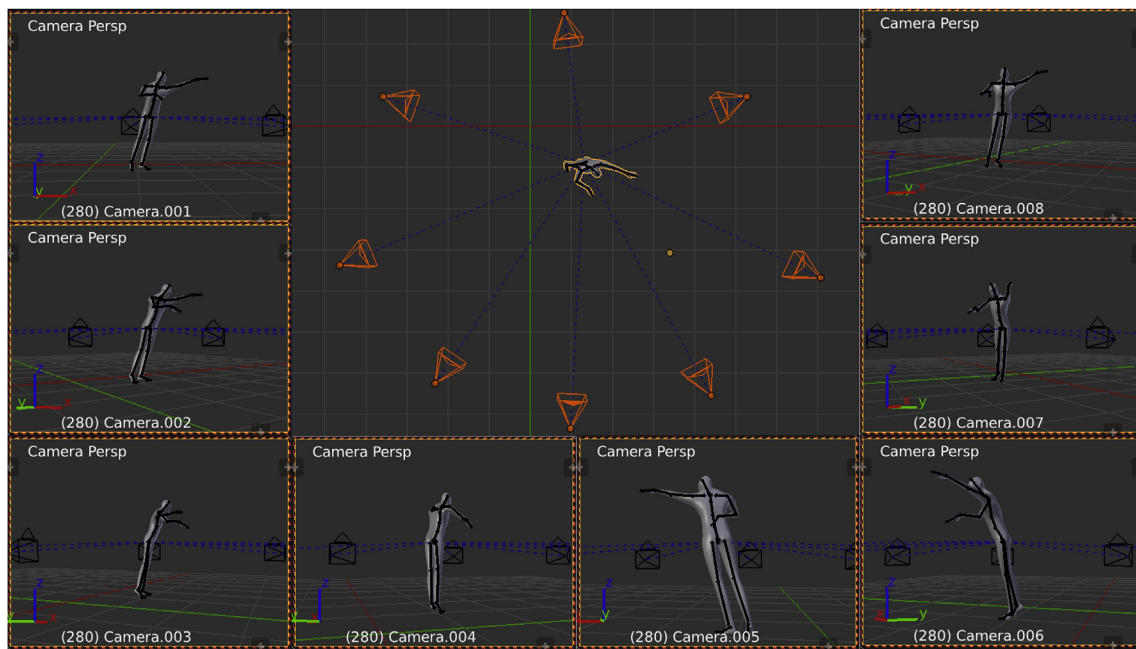 Camera Persp
z
y
x
(280) Camera.001
Camera Persp
z
y
x
(280) Camera.002
Camera Persp
z
y
x
(280) Camera.003
Camera Persp
z
y
(280) Camera.004
Camera Persp
z
(280) Camera.005
Camera Persp
z
y
(280) Camera.006
Camera Persp
z
x
y
(280) Camera.007
Camera Persp
z
y
x
(280) Camera.008